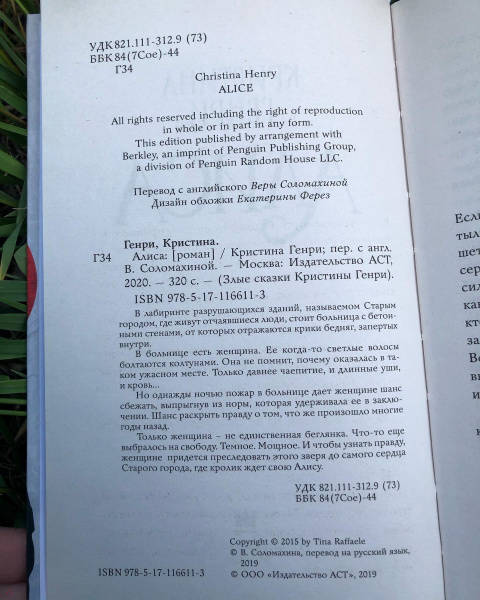 УДК 821.111-312.9 (73)
ББК 84(7Сое)-44
Г34
Christina Henry
ALICE
All rights reserved including the right of reproduction
in whole or in part in any form.
This edition published by arrangement with
Berkley, an imprint of Penguin Publishing Group,
a division of Penguin Random House LLC.
Перевод с английского Веры Соломахиной
Дизайн обложки Екатерины Ферез
Генри, Кристина.
Г34 Алиса: [роман] / Кристина Генри; пер. с англ.
В. Соломахиной. — Москва: Издательство АСТ,
2020. — 320 с. — (Злые сказки Кристины Генри).
ISBN 978-5-17-116611-3
В лабиринте разрушающихся зданий, называемом Старым
городом, где живут отчаявшиеся люди, стоит больница с бетон-
ными стенами, от которых отражаются крики бедняг, запертых
внутри.
В больнице есть женщина. Ее когда-то светлые волосы
болтаются колтунами. Она не помнит, почему оказалась в та-
ком ужасном месте. Только давнее чаепитие, и длинные уши,
и кровь...
Но однажды ночью пожар в больнице дает женщине шанс
сбежать, выпрыгнув из норы, которая удерживала ее в заклю-
чении. Шанс раскрыть правду о том, что же произошло многие
годы назад.
Только женщина – не единственная беглянка. Что-то еще
выбралось на свободу. Темное. Мощное. И чтобы узнать правду,
женщине придется преследовать этого зверя до самого сердца
Старого города, где кролик ждет свою Алису.
УДК 821.111-312.9 (73)
ББК 84(7Сое)-44
Copyright © 2015 by Tina Raffaele
© В. Соломахина, перевод на русский язык,
2019
ISBN 978-5-17-116611-3 © ООО «Издательство АСТ», 2019